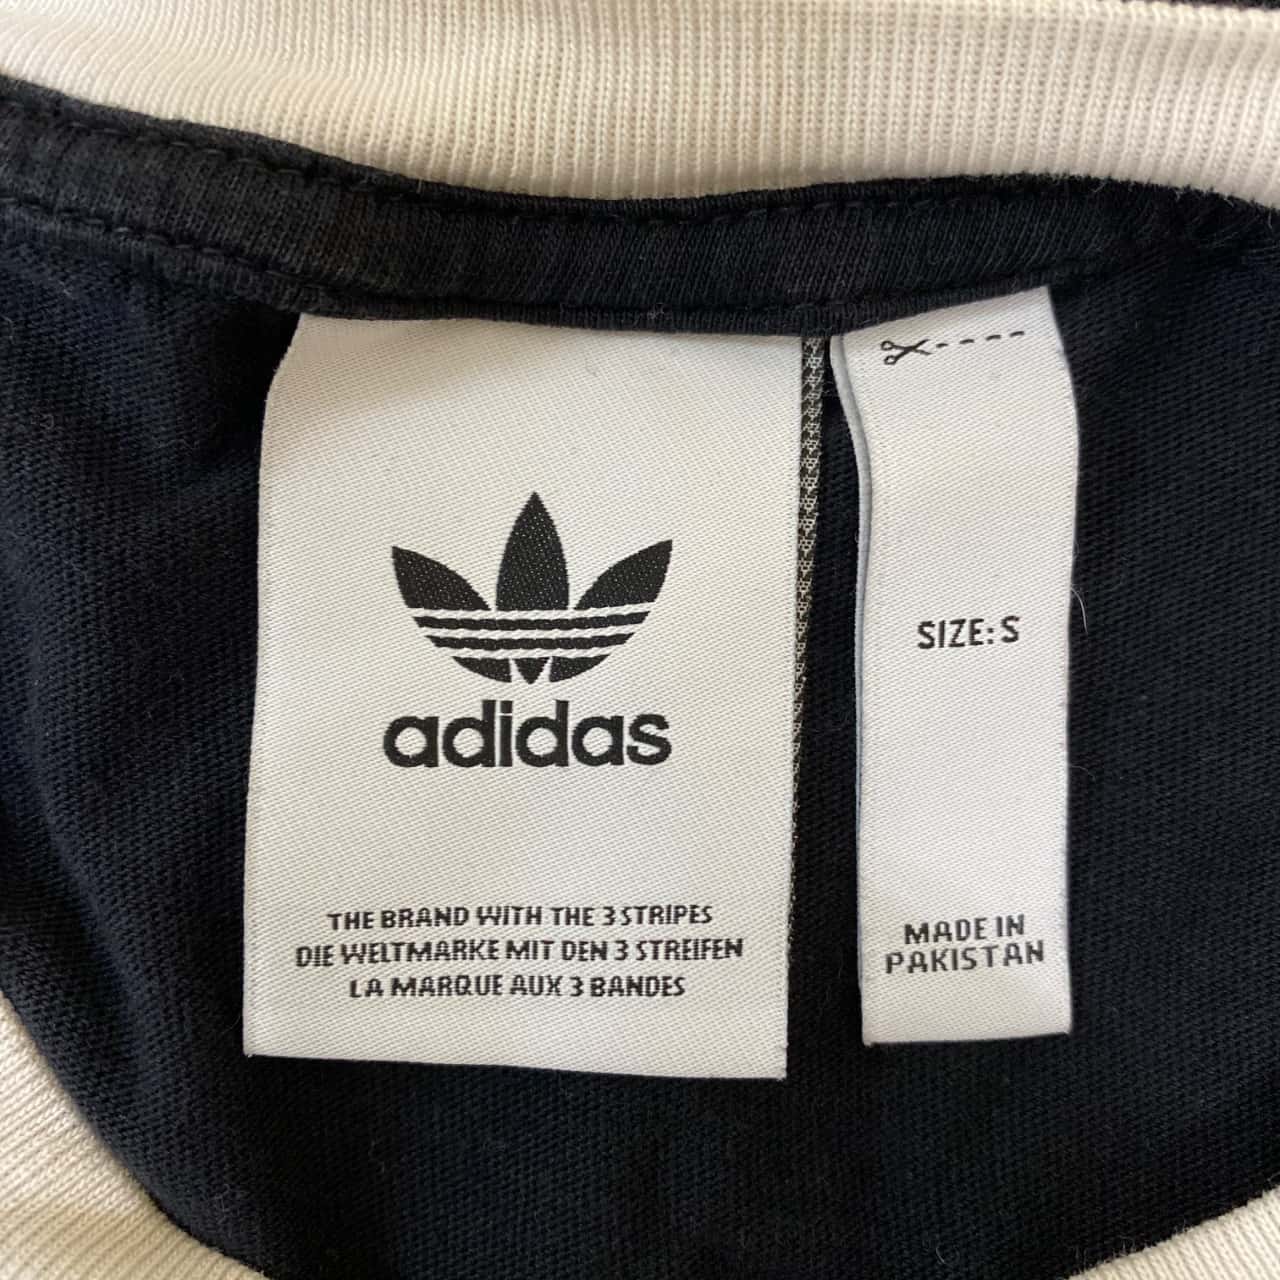 adidas
THE BRAND WITH THE 3 STRIPES
DIE WELTMARKE MIT DEN 3 STREIFEN
LA MARQUE AUX 3 BANDES
SIZE: S
MADE IN
PAKISTAN